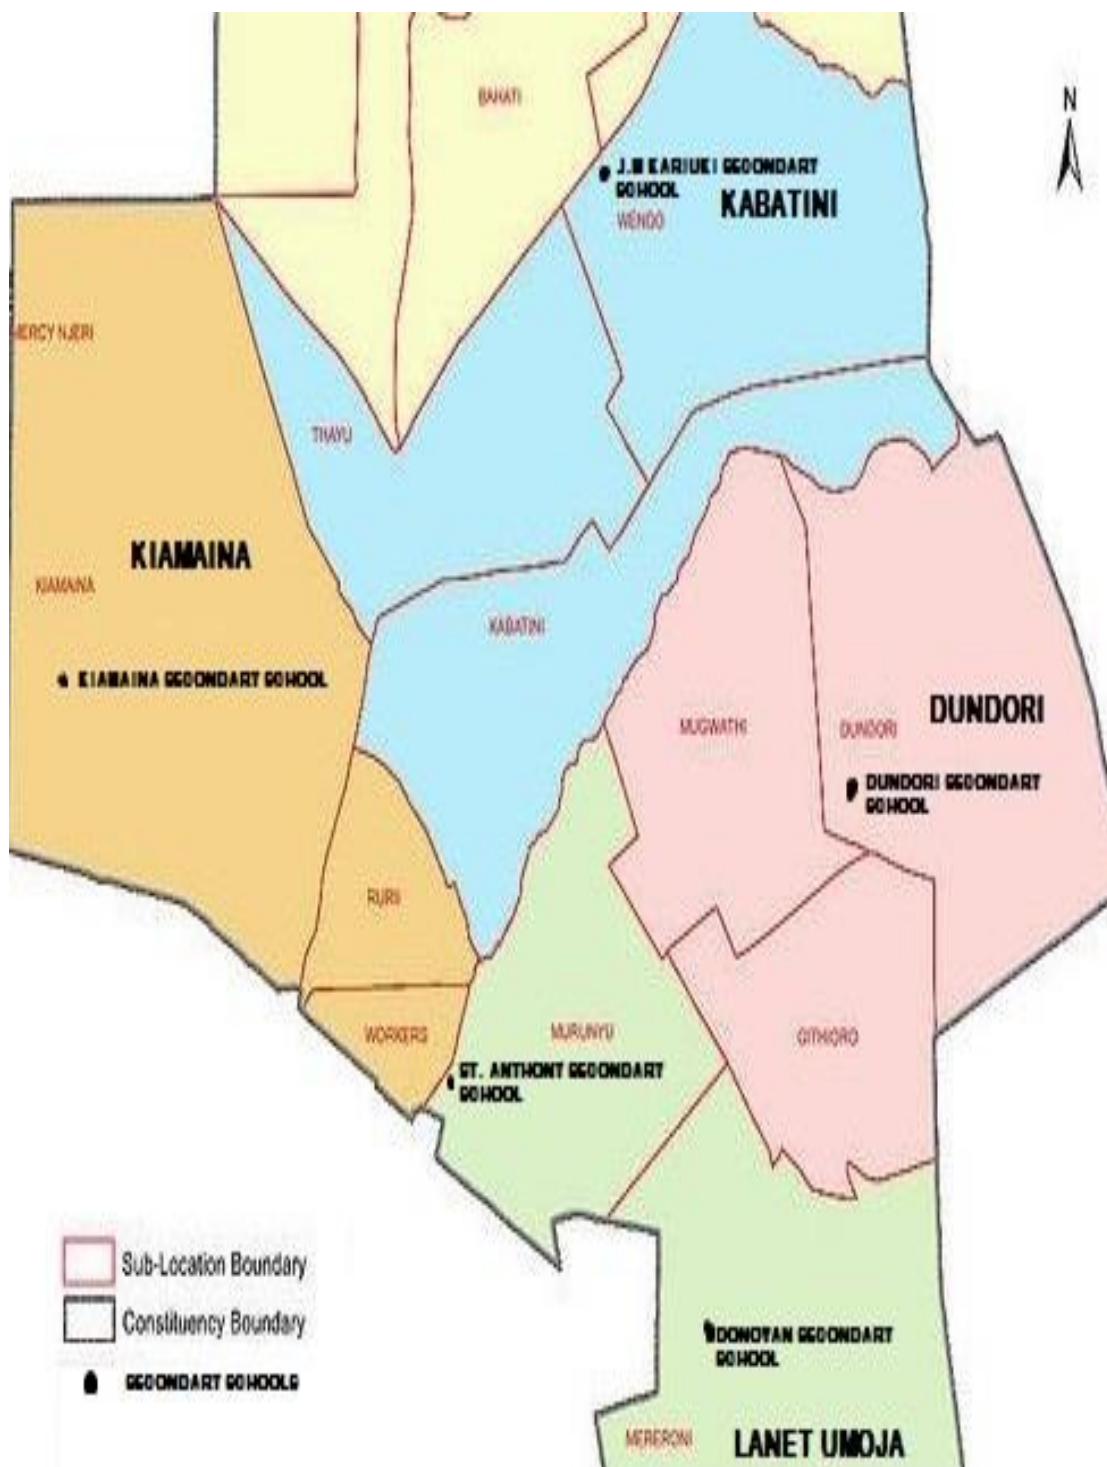 BAHATI
N
J.M KARIUKI SECONDARY
SCHOOL
KABATINI
WENDO
MERCY NJERI
THAYU
KIAMAINA
KIAMAINA
KABATINI
KIAMAINA SECONDARY SCHOOL
DUNDORI
MUGWATHI
DUNDORI
DUNDORI SECONDARY
SCHOOL
RURII
WORKERS
MURUNYU
GITHIORO
ST. ANTHONY SECONDARY
SCHOOL
Sub-Location Boundary
Constituency Boundary
DONOVAN SECONDARY
SCHOOL
SECONDARY SCHOOLS
MERERONI
LANET UMOJA